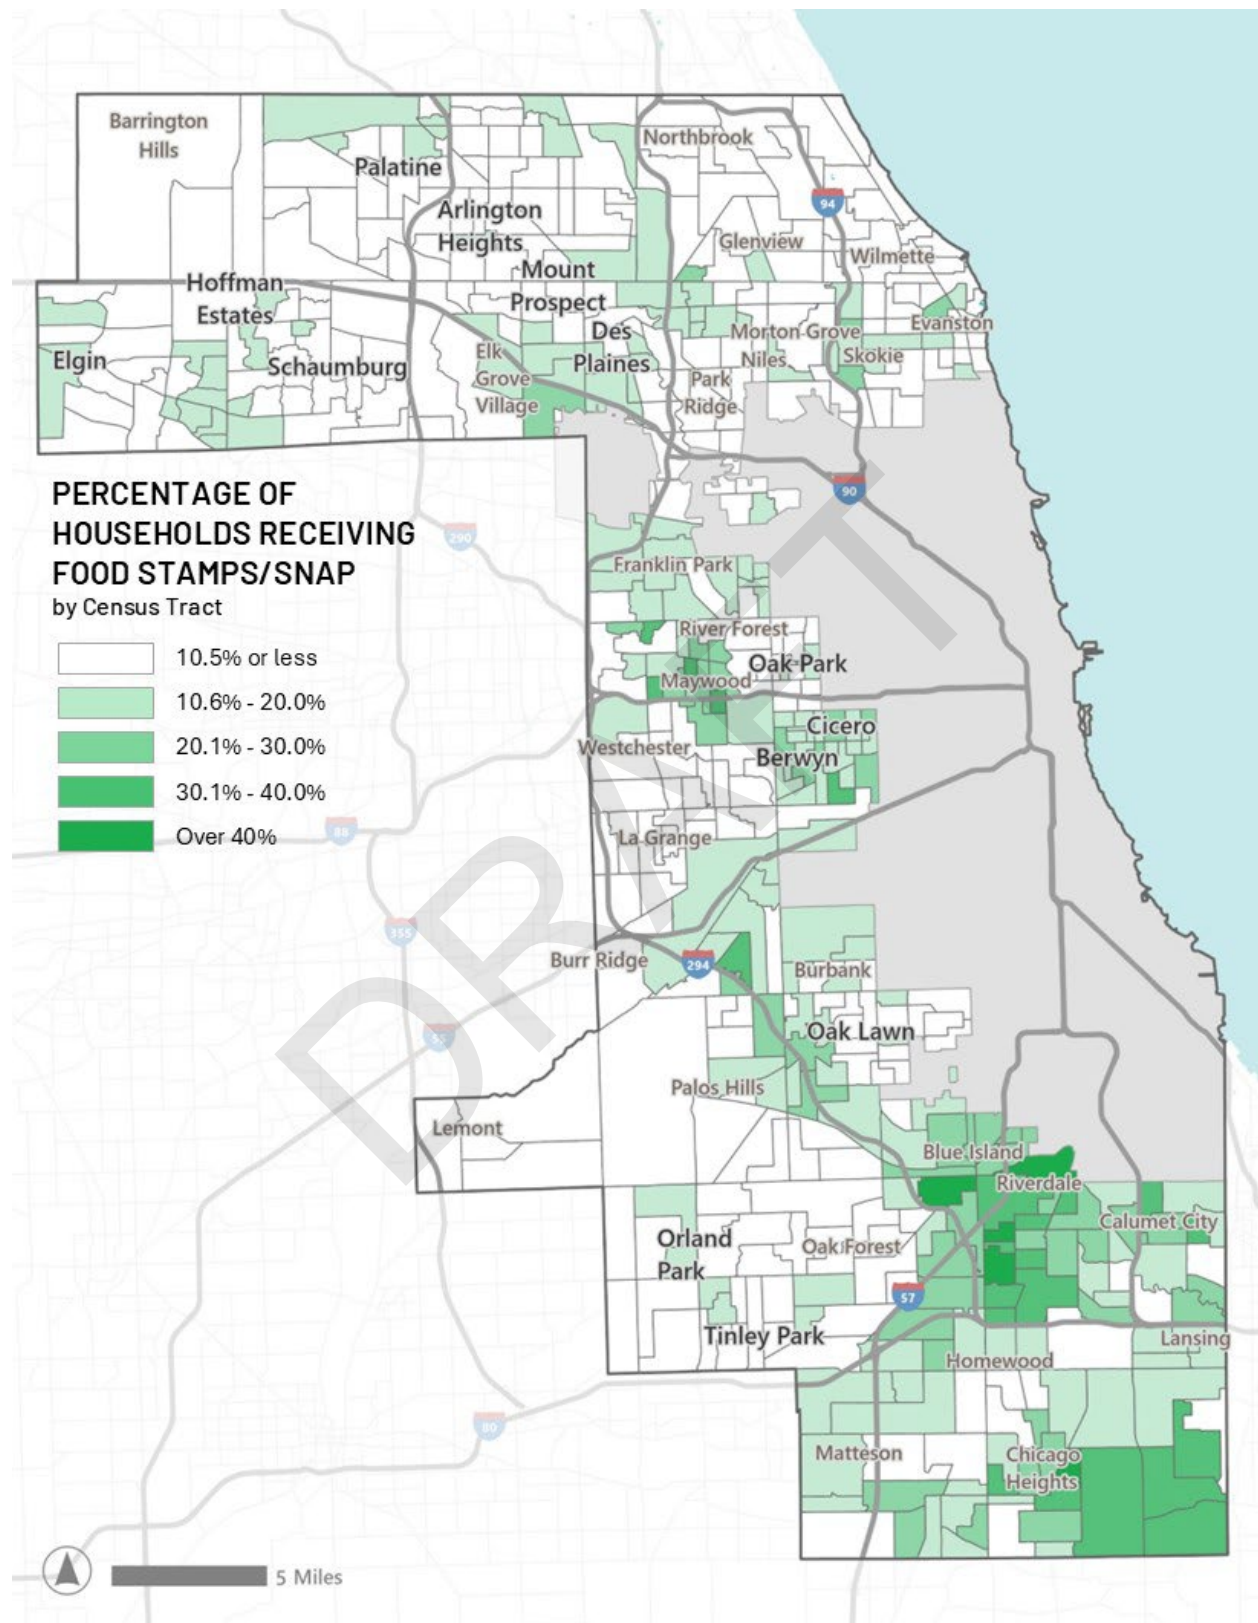 Barrington
Hills
Northbrook
Palatine
94
Arlington
Heights
Glenview
Wilmette
Mount
Prospect
Hoffman
Estates
Des
Plaines
Morton Grove
Evanston
Elgin
Schaumburg
Elk
Grove
Village
Niles
Skokie
Park
Ridge
90
PERCENTAGE OF
HOUSEHOLDS RECEIVING
FOOD STAMPS/SNAP
by Census Tract
10.5% or less
10.6% - 20.0%
20.1% - 30.0%
30.1% - 40.0%
Over 40%
290
Franklin Park
River Forest
Oak Park
Maywood
Cicero
Westchester
Berwyn
88
La Grange
355
Burr Ridge
294
Burbank
55
Oak Lawn
Palos Hills
Lemont
Blue Island
Riverdale
Calumet City
Orland
Park
Oak Forest
57
Tinley Park
Lansing
Homewood
80
Matteson
Chicago
Heights
5 Miles
DRAFT